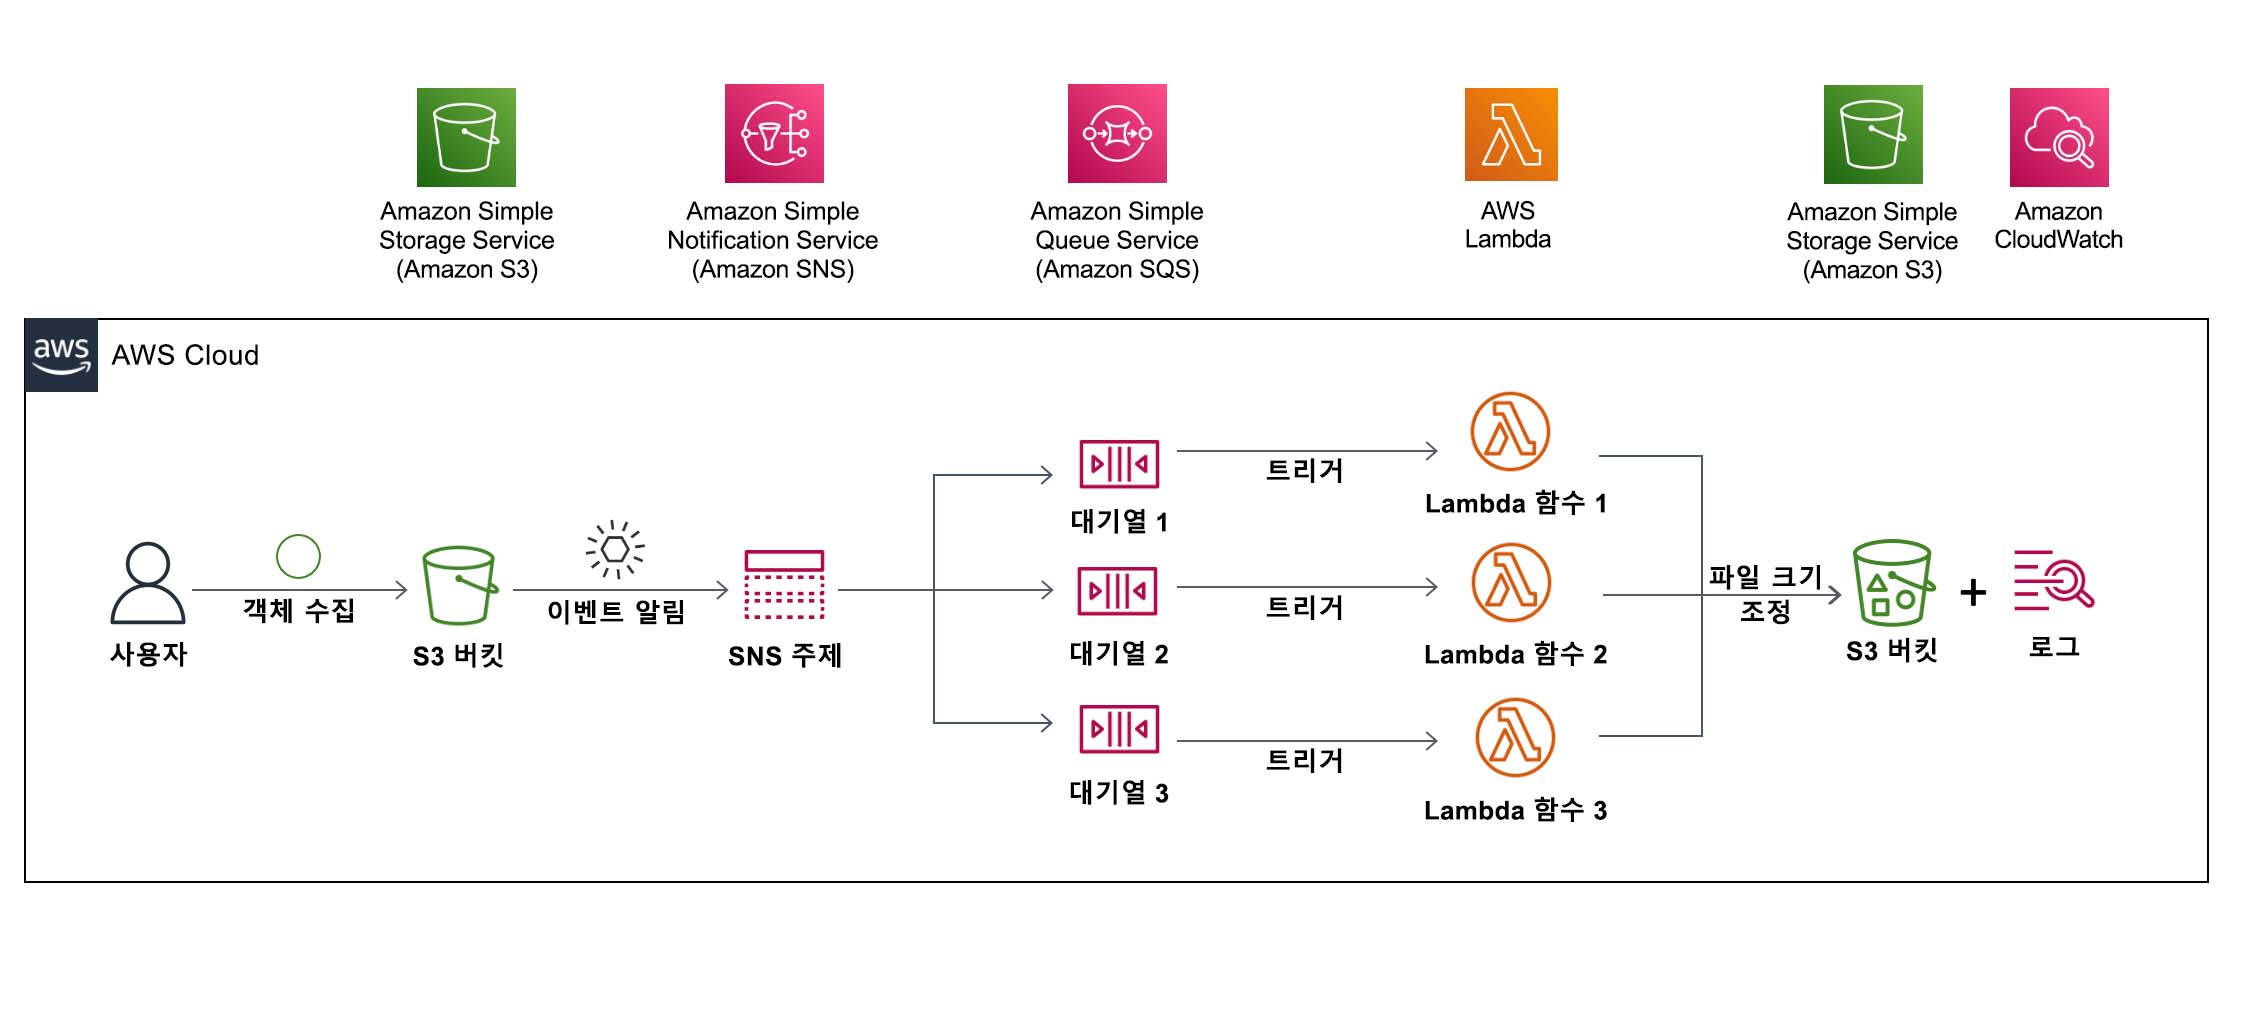 Amazon Simple
Storage Service
(Amazon S3)
Amazon Simple
Notification Service
(Amazon SNS)
Amazon Simple
Queue Service
(Amazon SQS)
AWS
Lambda
Amazon Simple
Storage Service
(Amazon S3)
Amazon
CloudWatch
aws
AWS Cloud
사용자
객체 수집
S3 버킷
이벤트 알림
SNS 주제
대기열 1
트리거
Lambda 함수 1
대기열 2
트리거
Lambda 함수 2
대기열 3
트리거
Lambda 함수 3
파일 크기
조정
S3 버킷
+
로그